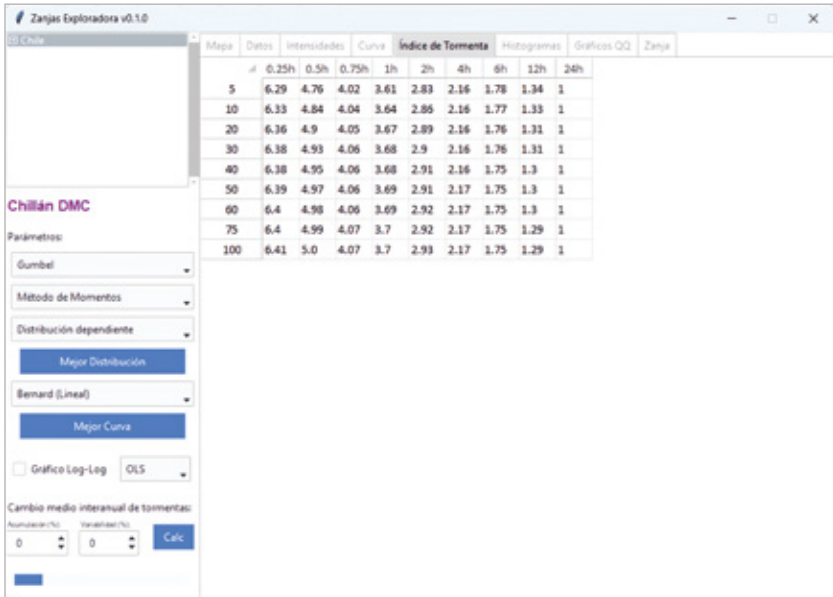 Zanjas Exploradora v0.1.0
Chile
Mapa Datos Intensidades Curva Índice de Tormenta Histogramas Gráficos QQ Zanja
0.25h 0.5h 0.75h 1h 2h 4h 6h 12h 24h
5 6.29 4.76 4.02 3.61 2.83 2.16 1.78 1.34 1
10 6.33 4.84 4.04 3.64 2.86 2.16 1.77 1.33 1
20 6.36 4.9 4.05 3.67 2.89 2.16 1.76 1.31 1
30 6.38 4.93 4.06 3.68 2.9 2.16 1.76 1.31 1
40 6.38 4.95 4.06 3.68 2.91 2.16 1.75 1.3 1
50 6.39 4.97 4.06 3.69 2.91 2.17 1.75 1.3 1
60 6.4 4.98 4.06 3.69 2.92 2.17 1.75 1.3 1
75 6.4 4.99 4.07 3.7 2.92 2.17 1.75 1.29 1
100 6.41 5.0 4.07 3.7 2.93 2.17 1.75 1.29 1
Chillán DMC
Parámetros:
Gumbel
Método de Momentos
Distribución dependiente
Mejor Distribución
Bernard (Lineal)
Mejor Curva
Gráfico Log-Log OLS
Cambio medio interanual de tormentas:
Acumulación (%): Variabilidad (%):
0 0 Calc